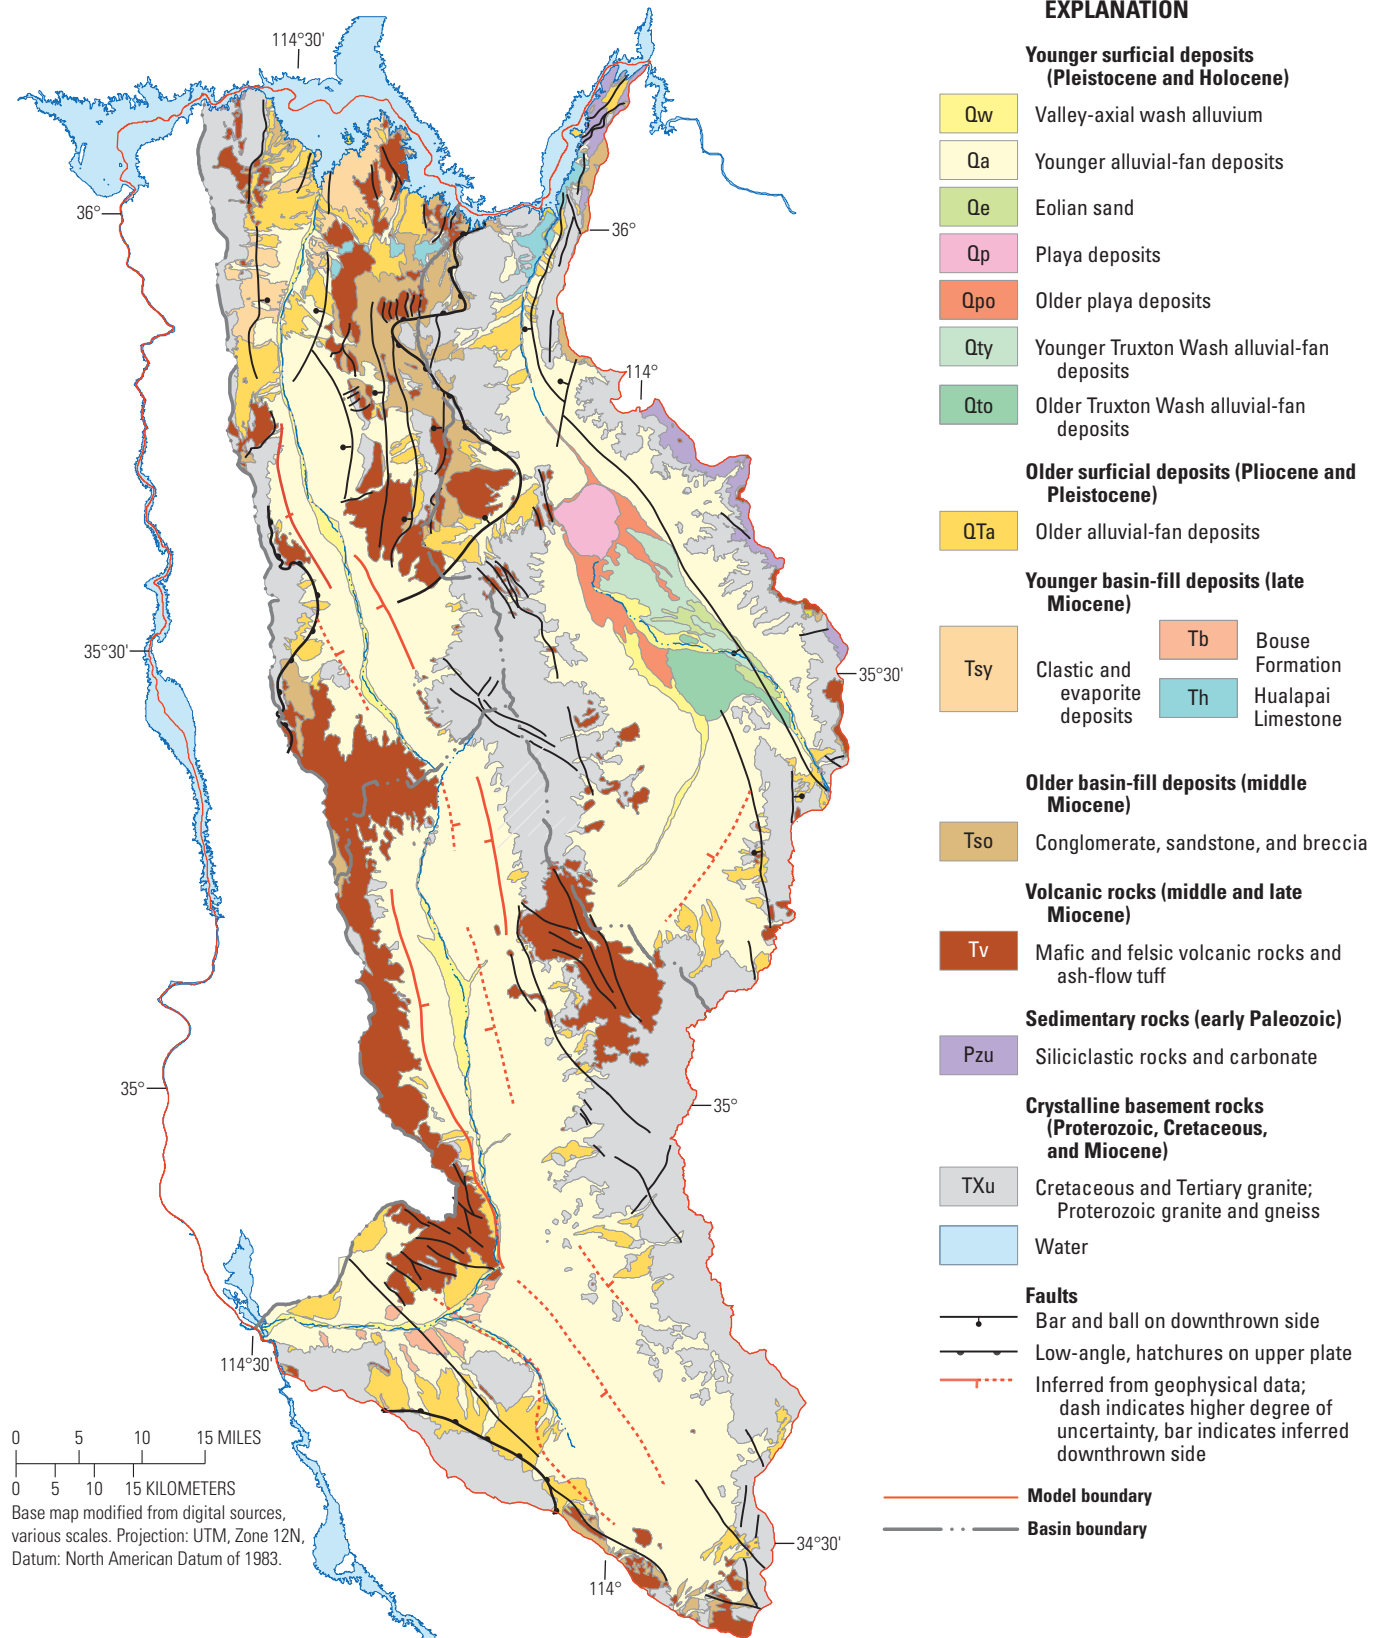 EXPLANATION
Younger surficial deposits
(Pleistocene and Holocene)
Qw Valley-axial wash alluvium
Qa Younger alluvial-fan deposits
Qe Eolian sand
Qp Playa deposits
Qpo Older playa deposits
Qty Younger Truxton Wash alluvial-fan
deposits
Qto Older Truxton Wash alluvial-fan
deposits
Older surficial deposits (Pliocene and
Pleistocene)
QTa Older alluvial-fan deposits
Younger basin-fill deposits (late
Miocene)
Tsy Clastic and
evaporite
deposits
Tb Bouse
Formation
Th Hualapai
Limestone
Older basin-fill deposits (middle
Miocene)
Tso Conglomerate, sandstone, and breccia
Volcanic rocks (middle and late
Miocene)
Tv Mafic and felsic volcanic rocks and
ash-flow tuff
Sedimentary rocks (early Paleozoic)
Pzu Siliciclastic rocks and carbonate
Crystalline basement rocks
(Proterozoic, Cretaceous,
and Miocene)
TXu Cretaceous and Tertiary granite;
Proterozoic granite and gneiss
Water
Faults
Bar and ball on downthrown side
Low-angle, hatchures on upper plate
Inferred from geophysical data;
dash indicates higher degree of
uncertainty, bar indicates inferred
downthrown side
Model boundary
Basin boundary
114°30'
36°
36°
114°
35°30'
35°30'
35°
35°
114°30'
34°30'
114°
0 5 10 15 MILES
0 5 10 15 KILOMETERS
Base map modified from digital sources,
various scales. Projection: UTM, Zone 12N,
Datum: North American Datum of 1983.